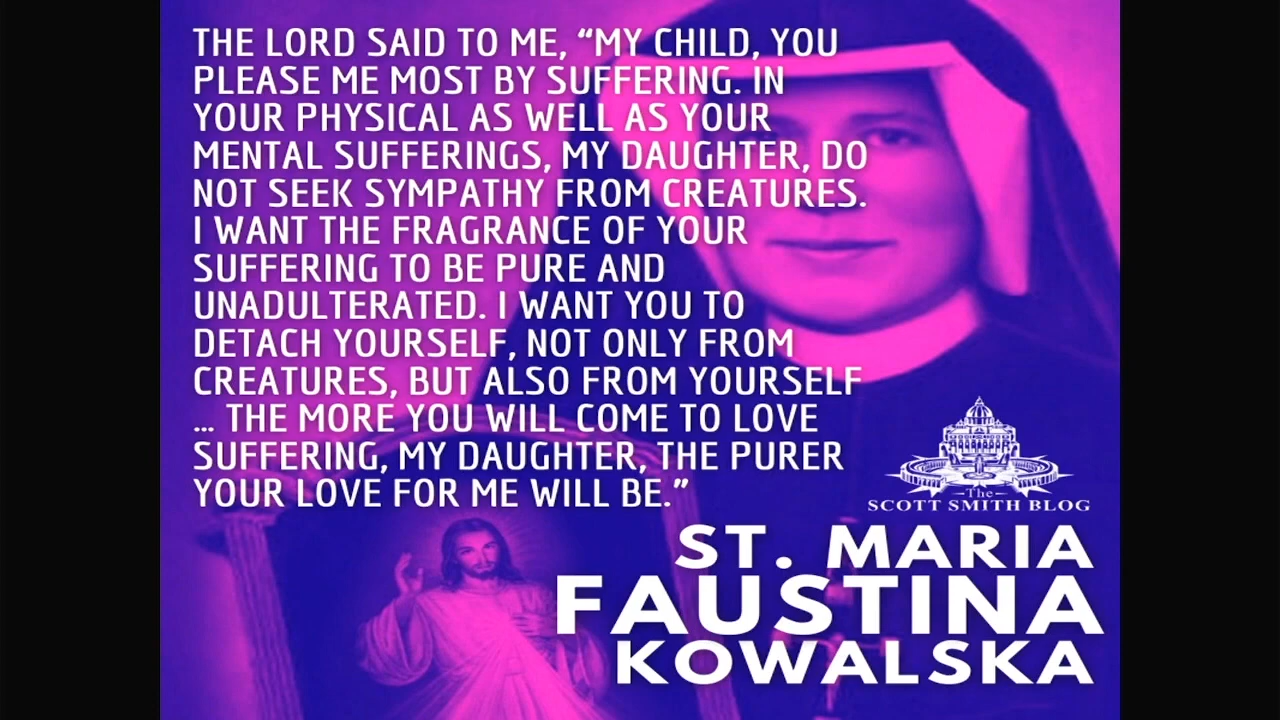 THE LORD SAID TO ME, “MY CHILD, YOU
PLEASE ME MOST BY SUFFERING. IN
YOUR PHYSICAL AS WELL AS YOUR
MENTAL SUFFERINGS, MY DAUGHTER, DO
NOT SEEK SYMPATHY FROM CREATURES.
I WANT THE FRAGRANCE OF YOUR
SUFFERING TO BE PURE AND
UNADULTERATED. I WANT YOU TO
DETACH YOURSELF, NOT ONLY FROM
CREATURES, BUT ALSO FROM YOURSELF
... THE MORE YOU WILL COME TO LOVE
SUFFERING, MY DAUGHTER, THE PURER
YOUR LOVE FOR ME WILL BE.”
The
SCOTT SMITH BLOG
ST. MARIA
FAUSTINA
KOWALSKA